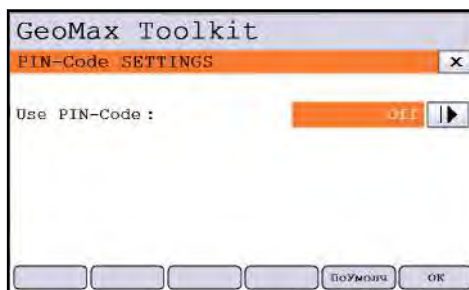 GeoMax Toolkit
PIN-Code SETTINGS x
Use PIN-Code : Off
ПоУмолч OK